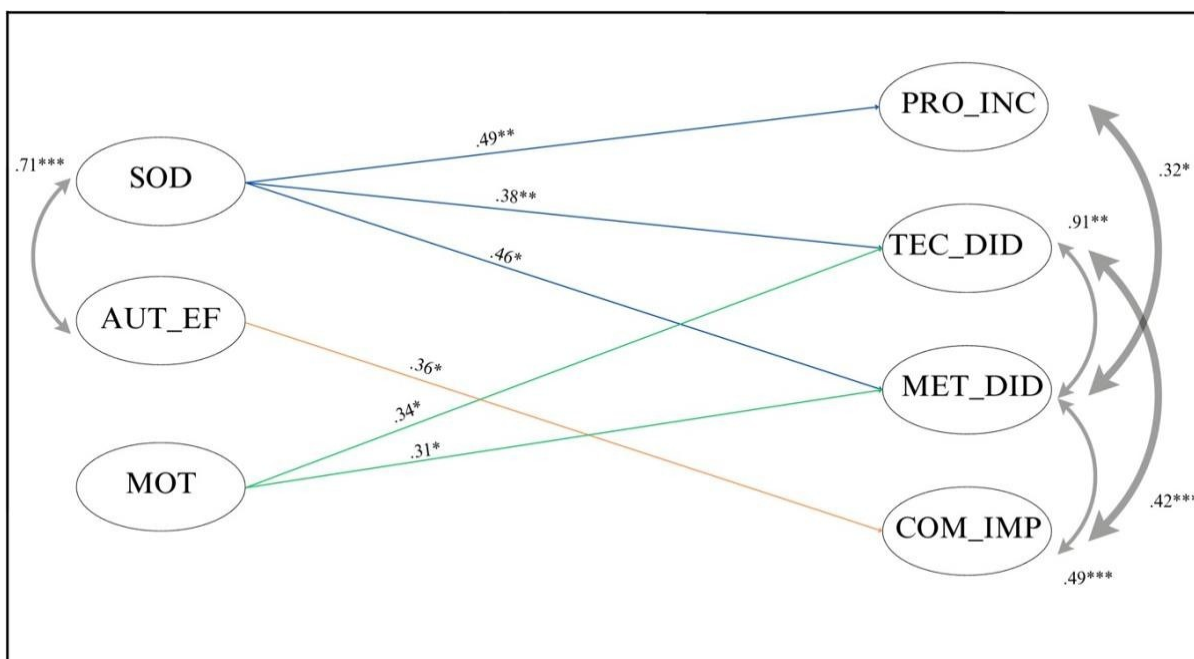 PRO_INC
.49**
.71***
SOD
.32*
.38**
.91**
TEC_DID
.46*
AUT_EF
.36*
MET_DID
.34*
.31*
MOT
.42***
COM_IMP
.49***